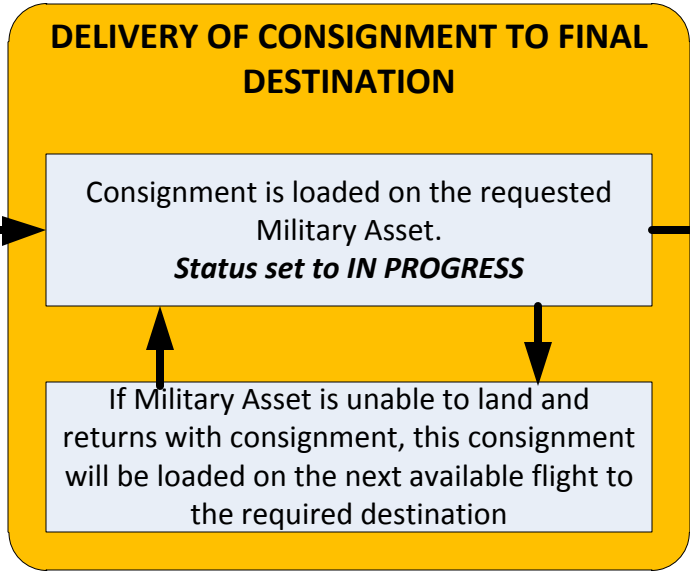 DELIVERY OF CONSIGNMENT TO FINAL
DESTINATION
Consignment is loaded on the requested
Military Asset.
Status set to IN PROGRESS
If Military Asset is unable to land and
returns with consignment, this consignment
will be loaded on the next available flight to
the required destination